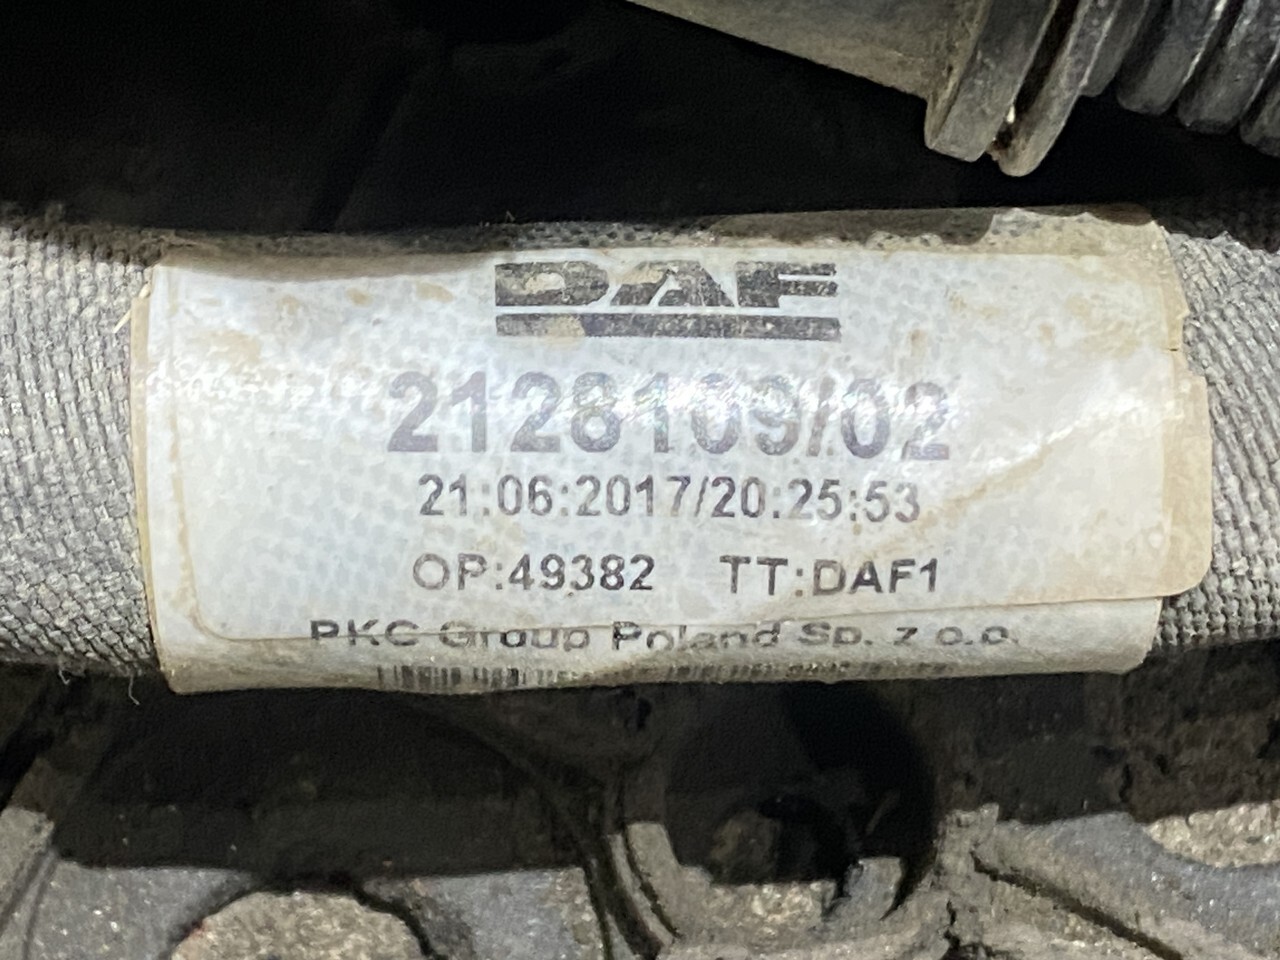 DAF
2128109/02
21:06:2017/20:25:53
OP:49382 TT:DAF1
PKC Group Poland Sp. z o.o.